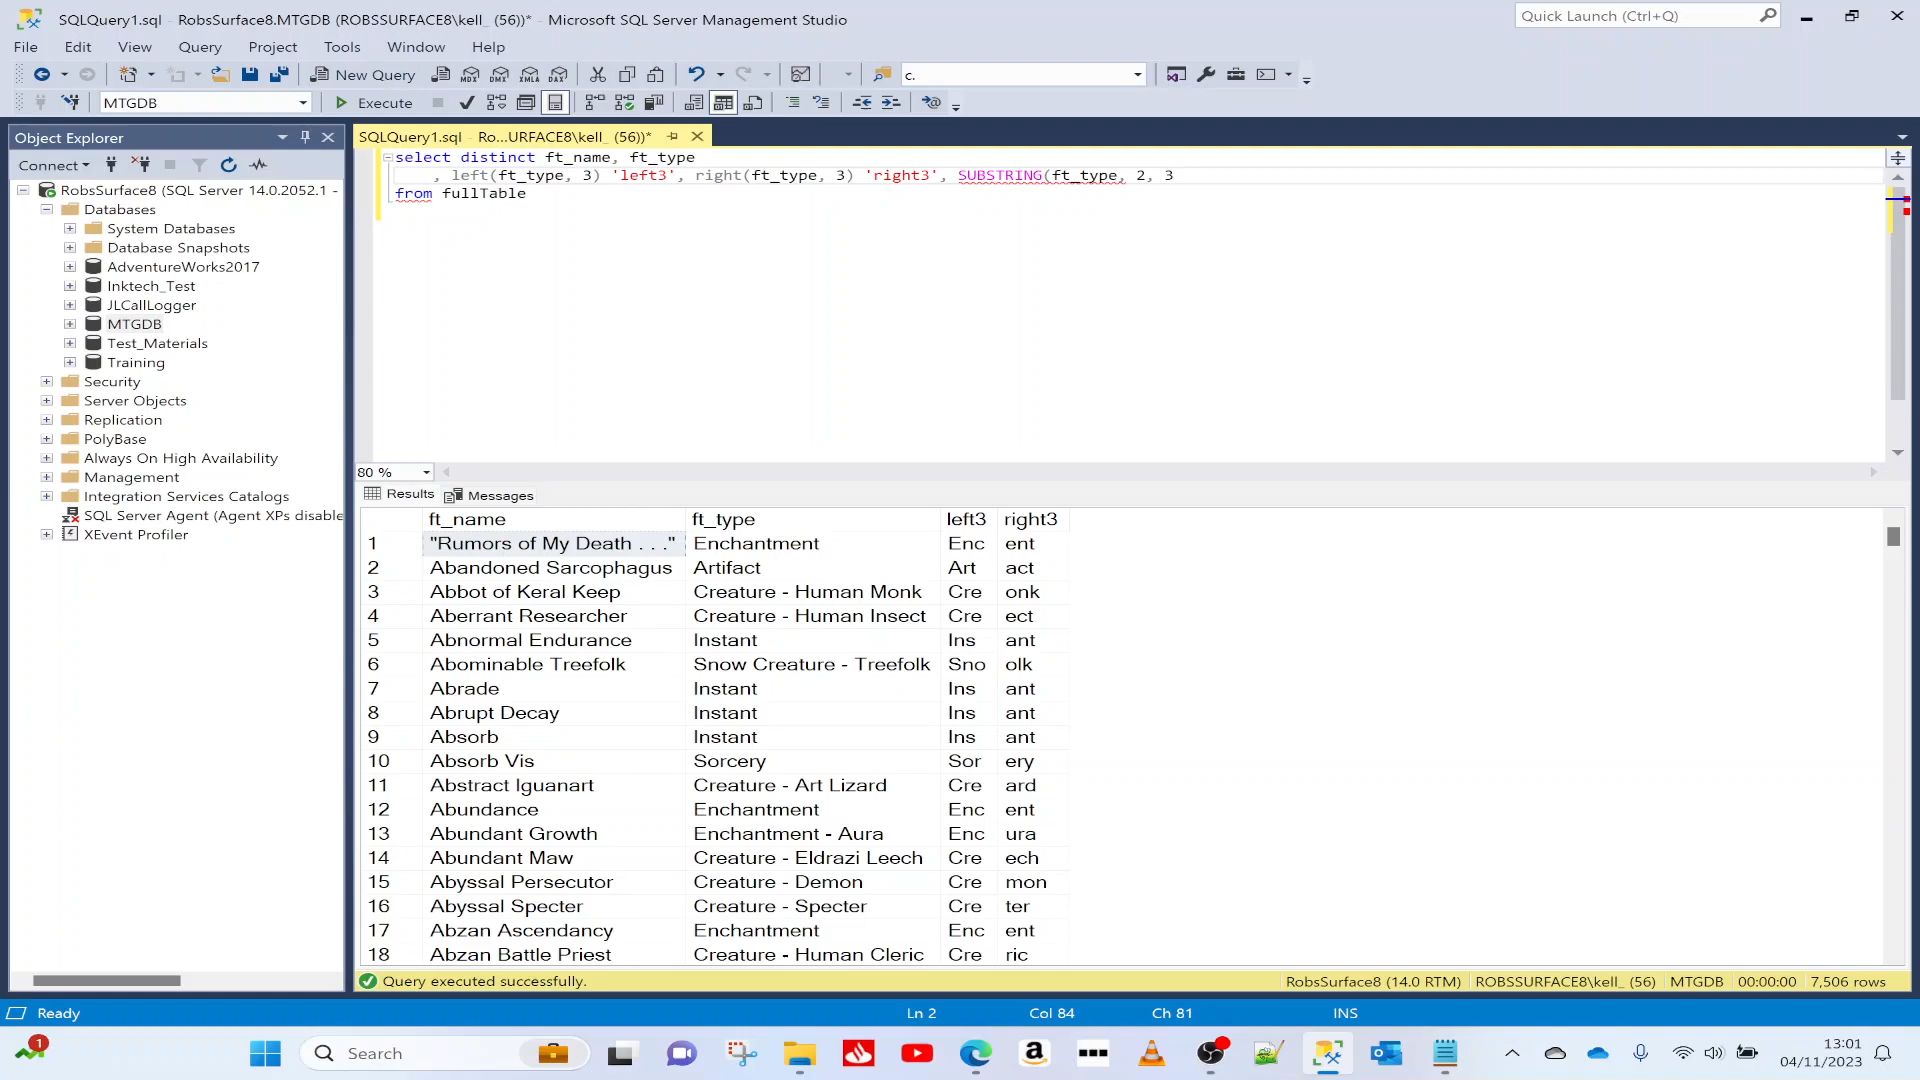 SQLQuery1.sql - RobsSurface8.MTGDB (ROBSSURFACE8\kell_ (56))* - Microsoft SQL Server Management Studio
Quick Launch (Ctrl+Q)
File Edit View Query Project Tools Window Help
New Query MDX DMX XMLA DAX c.
MTGDB Execute
Object Explorer
SQLQuery1.sql - Ro...URFACE8\kell_ (56))*
Connect
RobsSurface8 (SQL Server 14.0.2052.1 -
Databases
System Databases
Database Snapshots
AdventureWorks2017
Inktech_Test
JLCallLogger
MTGDB
Test_Materials
Training
Security
Server Objects
Replication
PolyBase
Always On High Availability
Management
Integration Services Catalogs
SQL Server Agent (Agent XPs disable
XEvent Profiler
select distinct ft_name, ft_type
, left(ft_type, 3) 'left3', right(ft_type, 3) 'right3', SUBSTRING(ft_type, 2, 3
from fullTable
80 %
Results Messages
ft_name ft_type left3 right3
1 "Rumors of My Death . . ." Enchantment Enc ent
2 Abandoned Sarcophagus Artifact Art act
3 Abbot of Keral Keep Creature - Human Monk Cre onk
4 Aberrant Researcher Creature - Human Insect Cre ect
5 Abnormal Endurance Instant Ins ant
6 Abominable Treefolk Snow Creature - Treefolk Sno olk
7 Abrade Instant Ins ant
8 Abrupt Decay Instant Ins ant
9 Absorb Instant Ins ant
10 Absorb Vis Sorcery Sor ery
11 Abstract Iguanart Creature - Art Lizard Cre ard
12 Abundance Enchantment Enc ent
13 Abundant Growth Enchantment - Aura Enc ura
14 Abundant Maw Creature - Eldrazi Leech Cre ech
15 Abyssal Persecutor Creature - Demon Cre mon
16 Abyssal Specter Creature - Specter Cre ter
17 Abzan Ascendancy Enchantment Enc ent
18 Abzan Battle Priest Creature - Human Cleric Cre ric
Query executed successfully. RobsSurface8 (14.0 RTM) ROBSSURFACE8\kell_ (56) MTGDB 00:00:00 7,506 rows
Ready Ln 2 Col 84 Ch 81 INS
1 Search a 13:01
04/11/2023